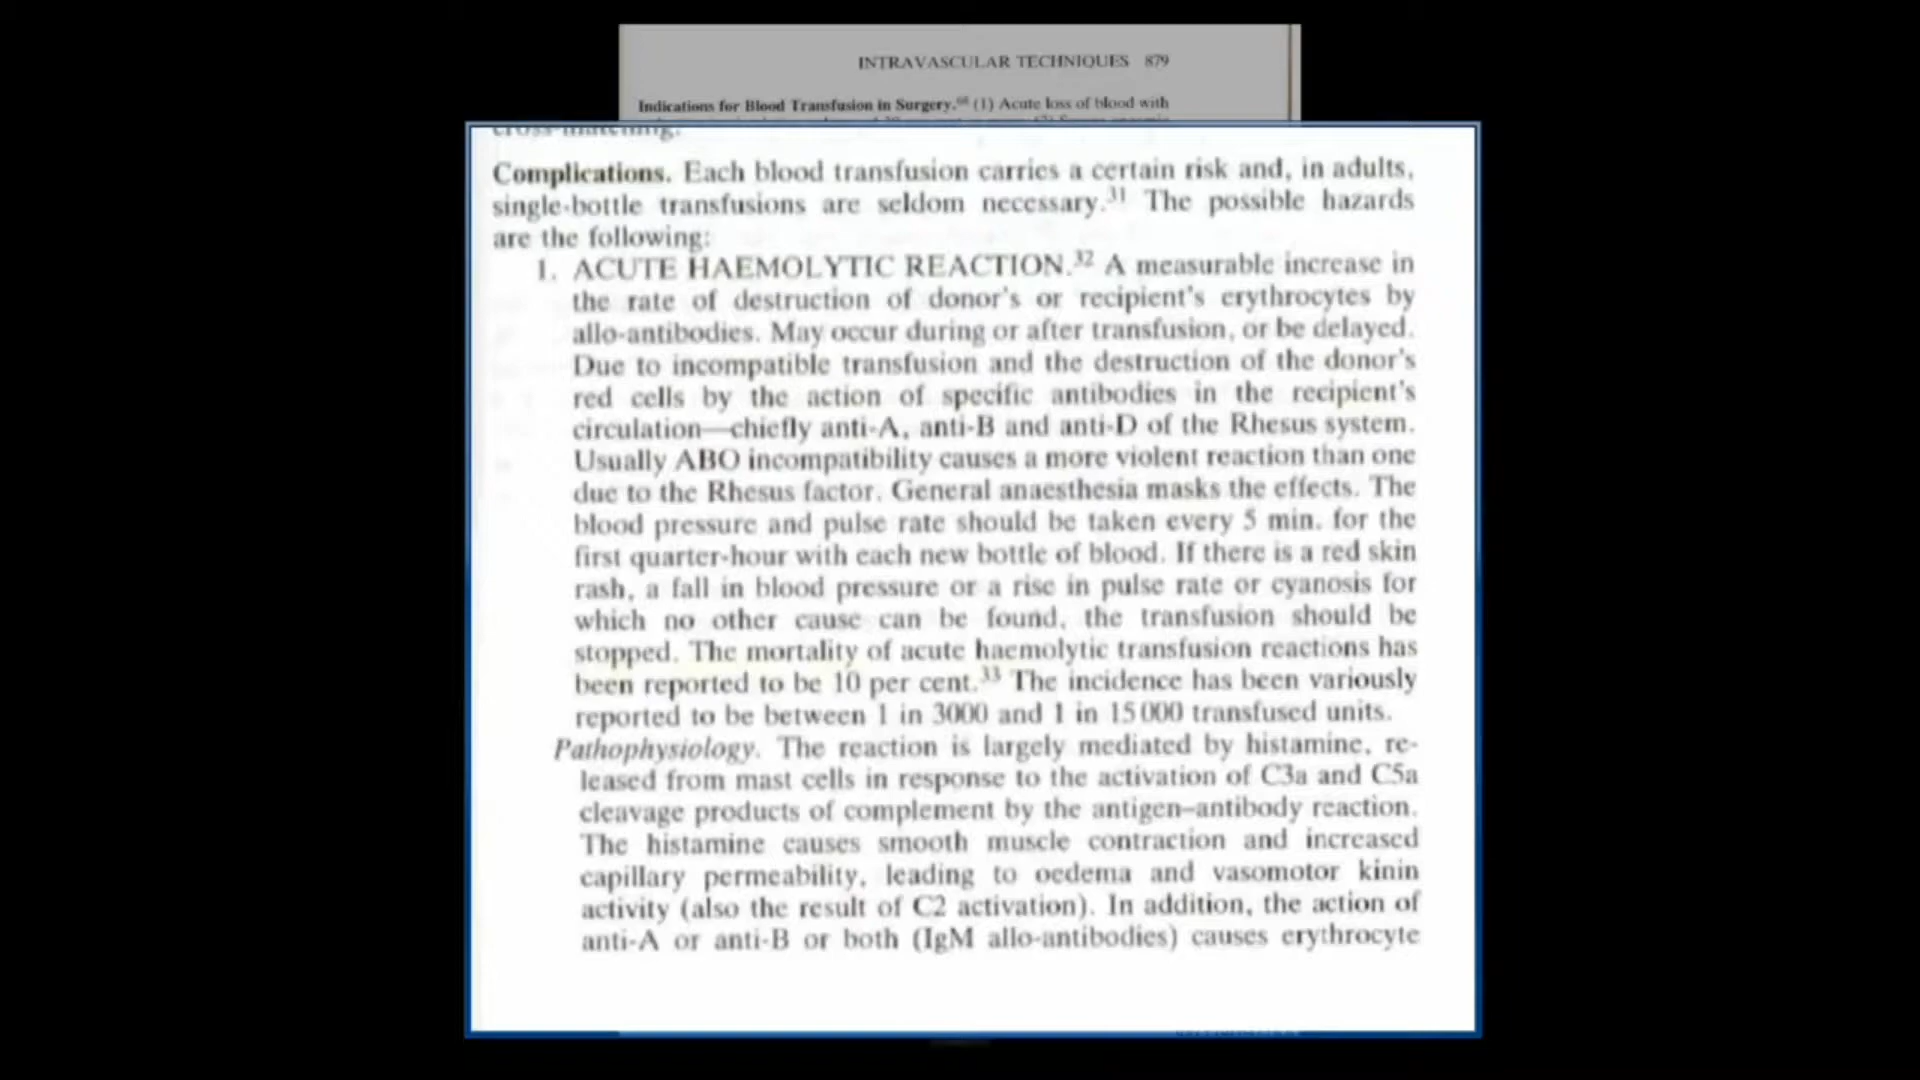 INTRAVASCULAR TECHNIQUES 879
Indications for Blood Transfusion in Surgery.⁶⁸ (1) Acute loss of blood with
cross-matching.
Complications. Each blood transfusion carries a certain risk and, in adults,
single-bottle transfusions are seldom necessary.³¹ The possible hazards
are the following:
1. ACUTE HAEMOLYTIC REACTION.³² A measurable increase in
the rate of destruction of donor's or recipient's erythrocytes by
allo-antibodies. May occur during or after transfusion, or be delayed.
Due to incompatible transfusion and the destruction of the donor's
red cells by the action of specific antibodies in the recipient's
circulation—chiefly anti-A, anti-B and anti-D of the Rhesus system.
Usually ABO incompatibility causes a more violent reaction than one
due to the Rhesus factor. General anaesthesia masks the effects. The
blood pressure and pulse rate should be taken every 5 min. for the
first quarter-hour with each new bottle of blood. If there is a red skin
rash, a fall in blood pressure or a rise in pulse rate or cyanosis for
which no other cause can be found, the transfusion should be
stopped. The mortality of acute haemolytic transfusion reactions has
been reported to be 10 per cent.³³ The incidence has been variously
reported to be between 1 in 3000 and 1 in 15 000 transfused units.
Pathophysiology. The reaction is largely mediated by histamine, re-
leased from mast cells in response to the activation of C3a and C5a
cleavage products of complement by the antigen–antibody reaction.
The histamine causes smooth muscle contraction and increased
capillary permeability, leading to oedema and vasomotor kinin
activity (also the result of C2 activation). In addition, the action of
anti-A or anti-B or both (IgM allo-antibodies) causes erythrocyte